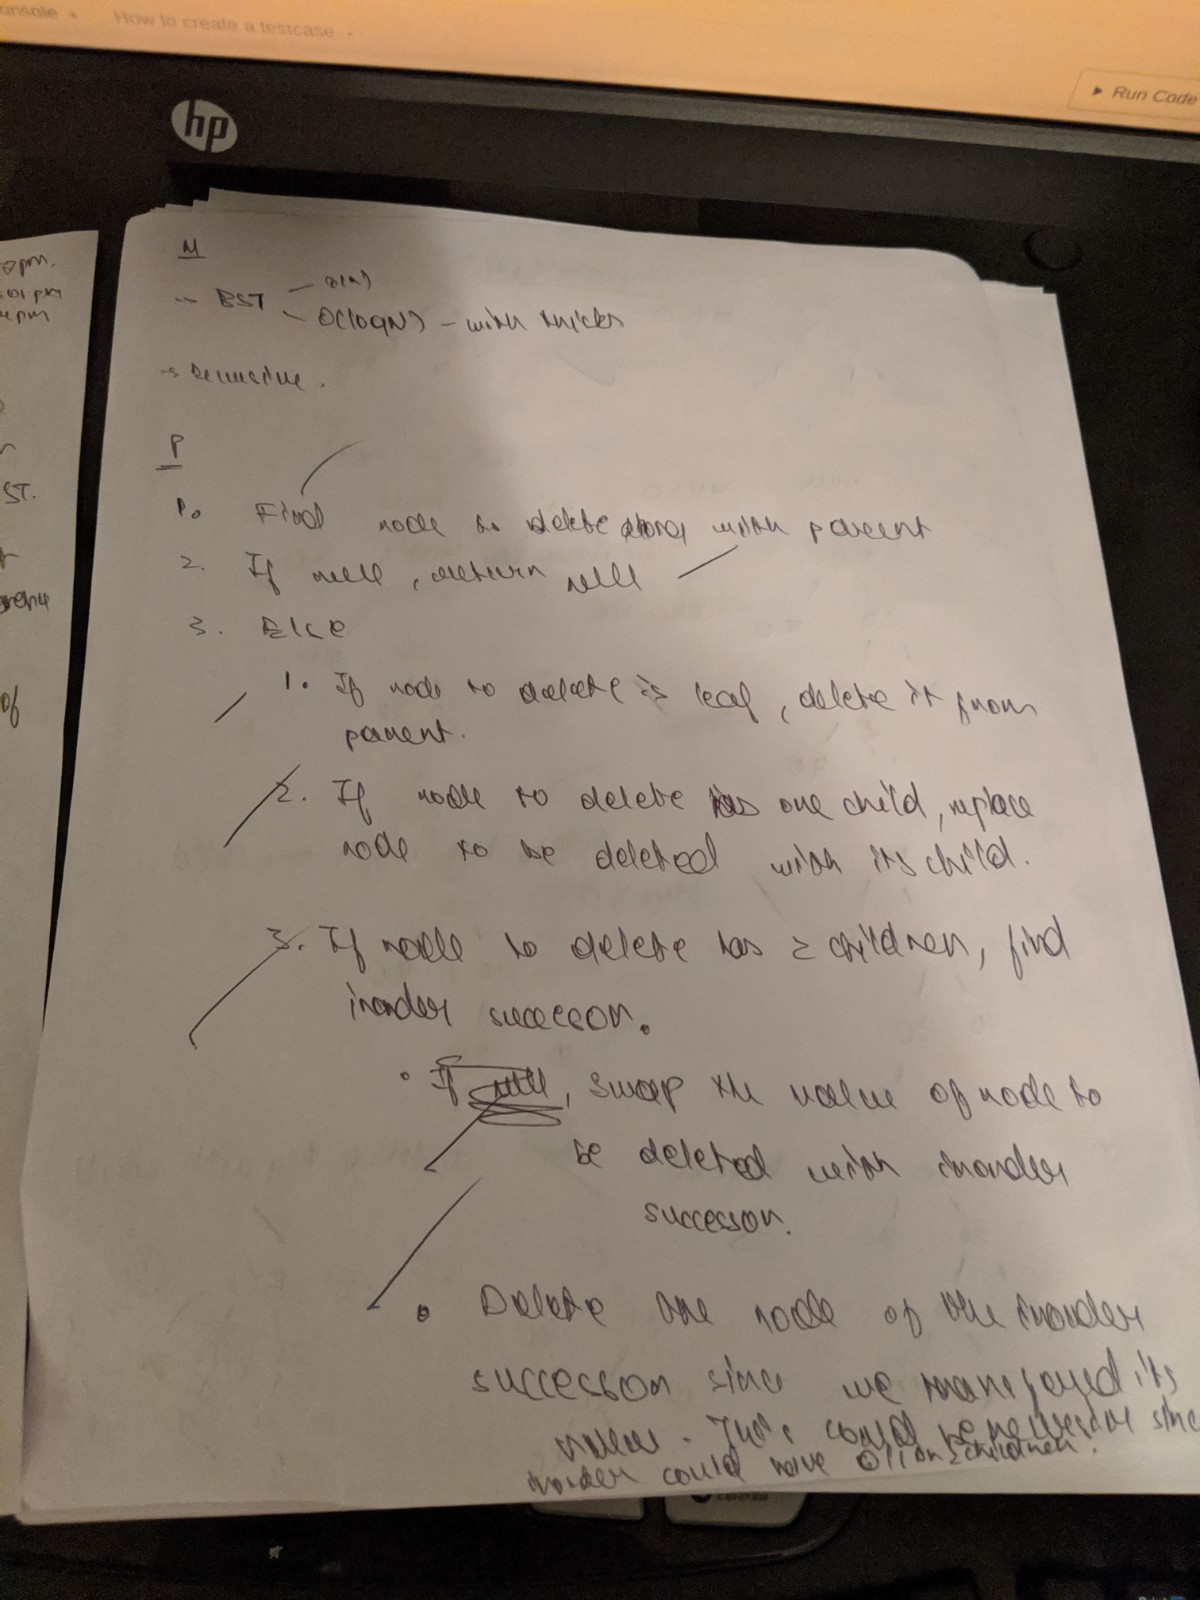 How to create a testcase
Run Code
hp
M
BST - O(N)
- O(logN) - with tricks
→ Recursive.
P
1. Find node to delete along with parent
2. If null, return null
3. Else
1. If node to delete is leaf, delete it from
parent.
2. If node to delete has one child, replace
node to be deleted with its child.
3. If node to delete has 2 children, find
inorder successor.
• If null, swap the value of node to
be deleted with inorder
successor.
• Delete the node of the inorder
successor since we transferred its
value. This could be recursive since
inorder could have 0/1 or 2 children.
7pm.
pm
pm
ST.
of